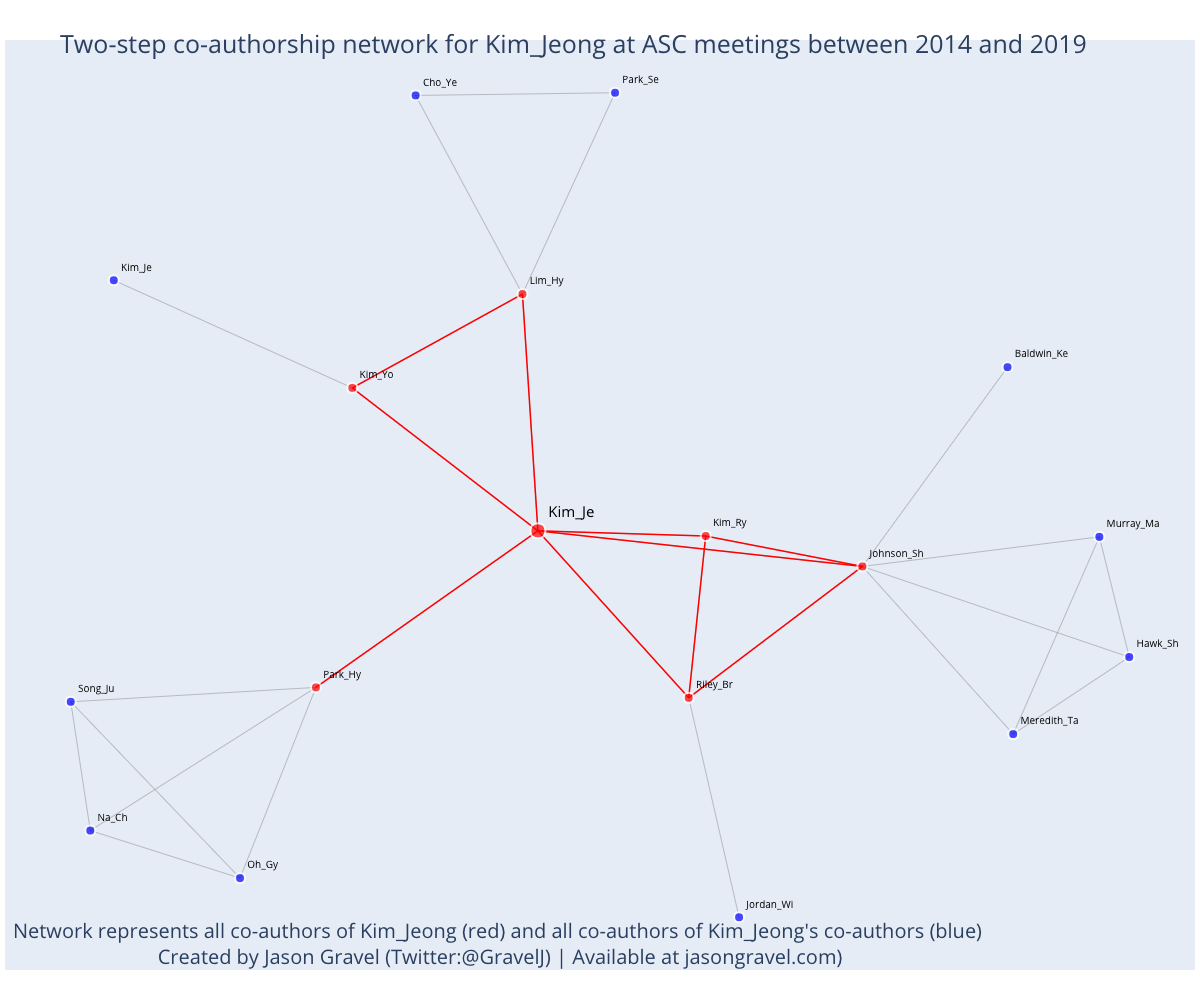 Two-step co-authorship network for Kim_Jeong at ASC meetings between 2014 and 2019
Cho_Ye
Park_Se
Kim_Je
Lim_Hy
Baldwin_Ke
Kim_Yo
Kim_Je
Kim_Ry
Murray_Ma
Johnson_Sh
Hawk_Sh
Park_Hy
Riley_Br
Song_Ju
Meredith_Ta
Na_Ch
Oh_Gy
Jordan_Wi
Network represents all co-authors of Kim_Jeong (red) and all co-authors of Kim_Jeong's co-authors (blue)
Created by Jason Gravel (Twitter:@GravelJ) | Available at jasongravel.com)